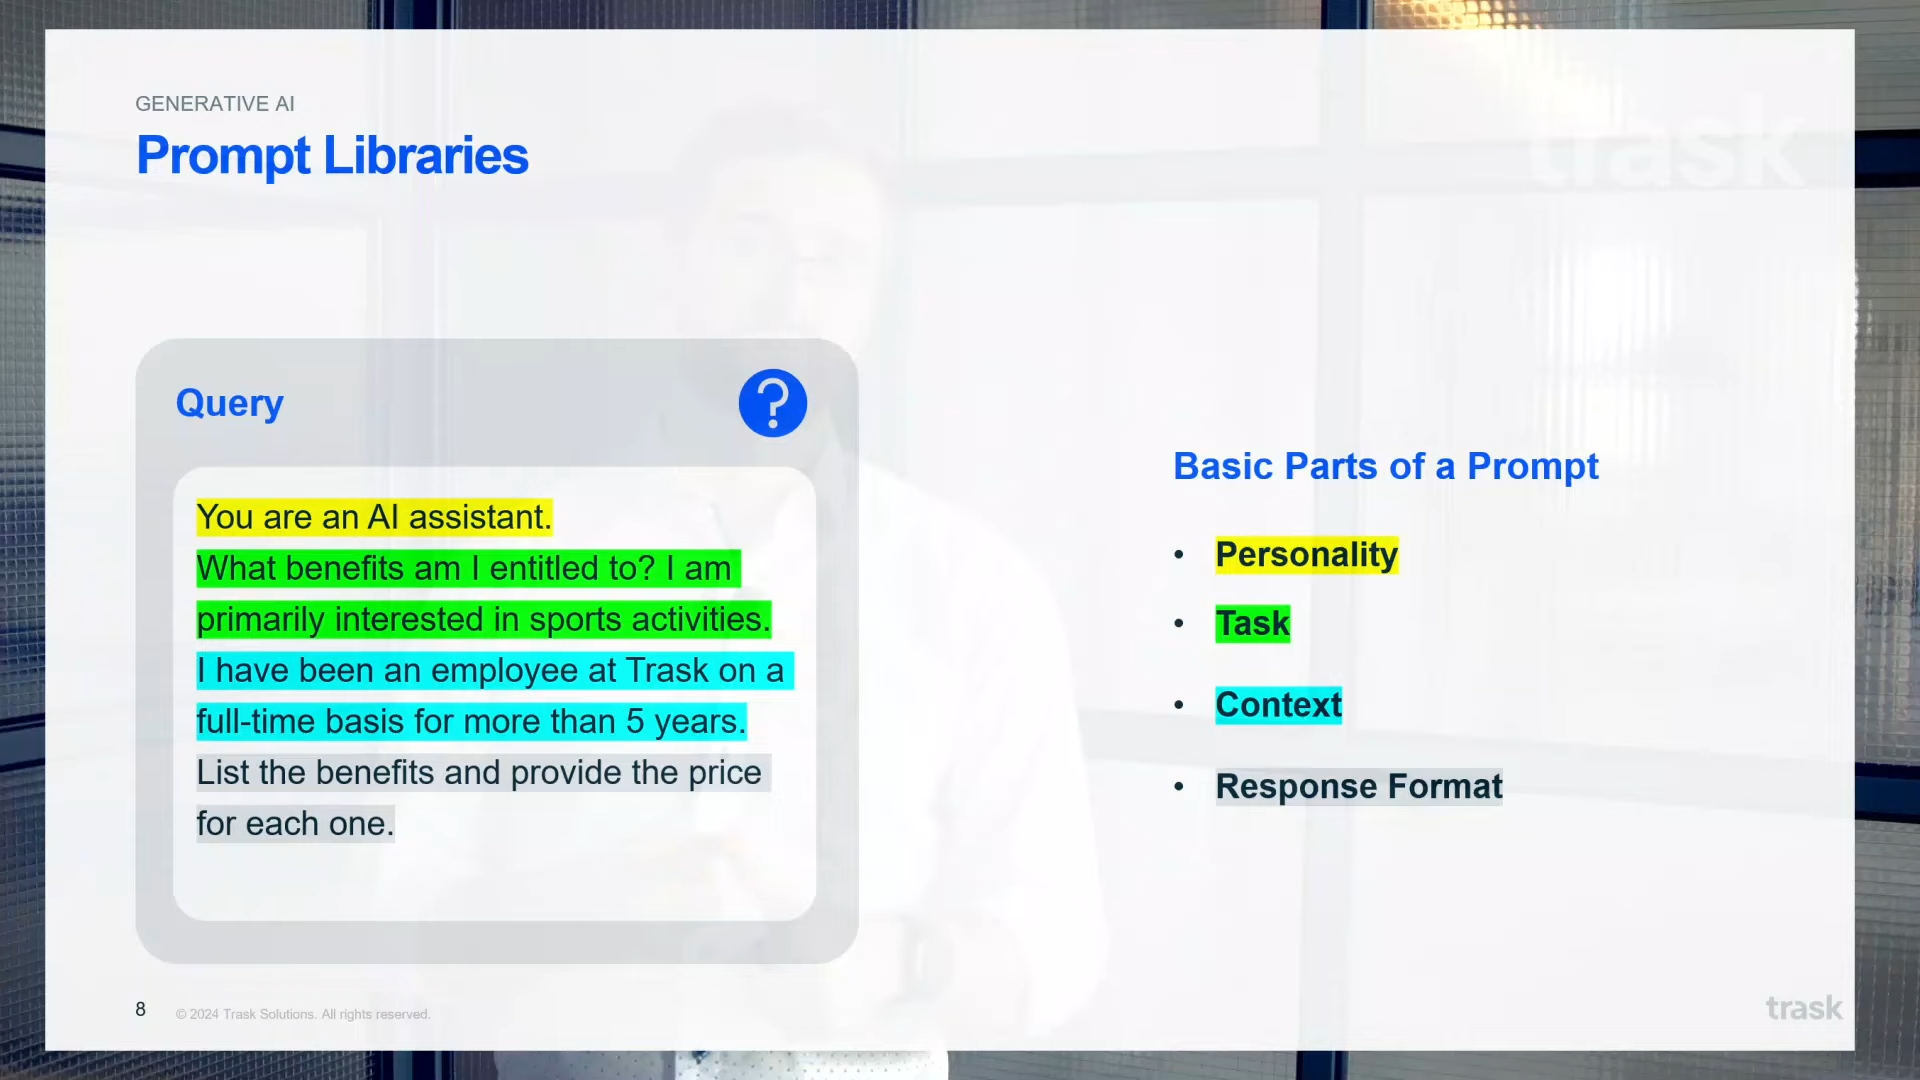 GENERATIVE AI
Prompt Libraries
trask
Query
?
You are an AI assistant.
What benefits am I entitled to? I am
primarily interested in sports activities.
I have been an employee at Trask on a
full-time basis for more than 5 years.
List the benefits and provide the price
for each one.
Basic Parts of a Prompt
• Personality
• Task
• Context
• Response Format
8
© 2024 Trask Solutions. All rights reserved.
trask